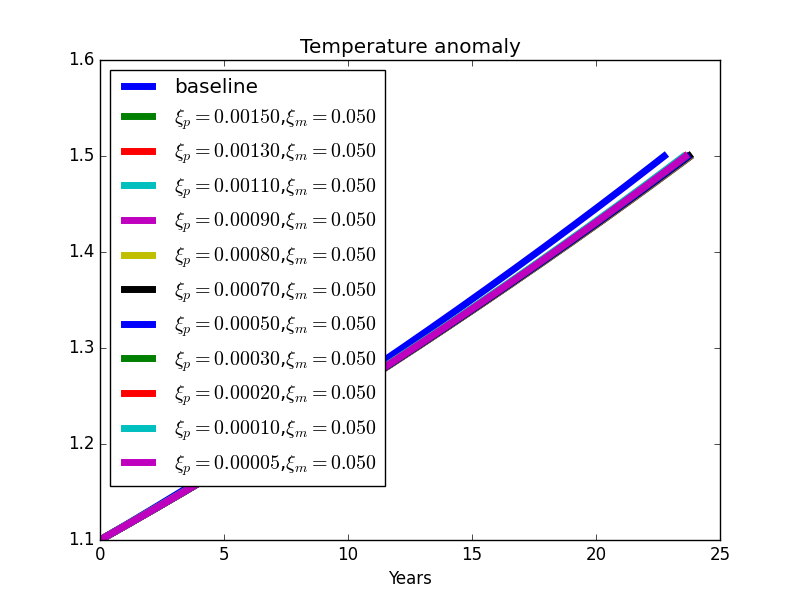 Temperature anomaly
1.6
1.5
1.4
1.3
1.2
1.1
baseline
ξp = 0.00150,ξm = 0.050
ξp = 0.00130,ξm = 0.050
ξp = 0.00110,ξm = 0.050
ξp = 0.00090,ξm = 0.050
ξp = 0.00080,ξm = 0.050
ξp = 0.00070,ξm = 0.050
ξp = 0.00050,ξm = 0.050
ξp = 0.00030,ξm = 0.050
ξp = 0.00020,ξm = 0.050
ξp = 0.00010,ξm = 0.050
ξp = 0.00005,ξm = 0.050
0 5 10 15 20 25
Years